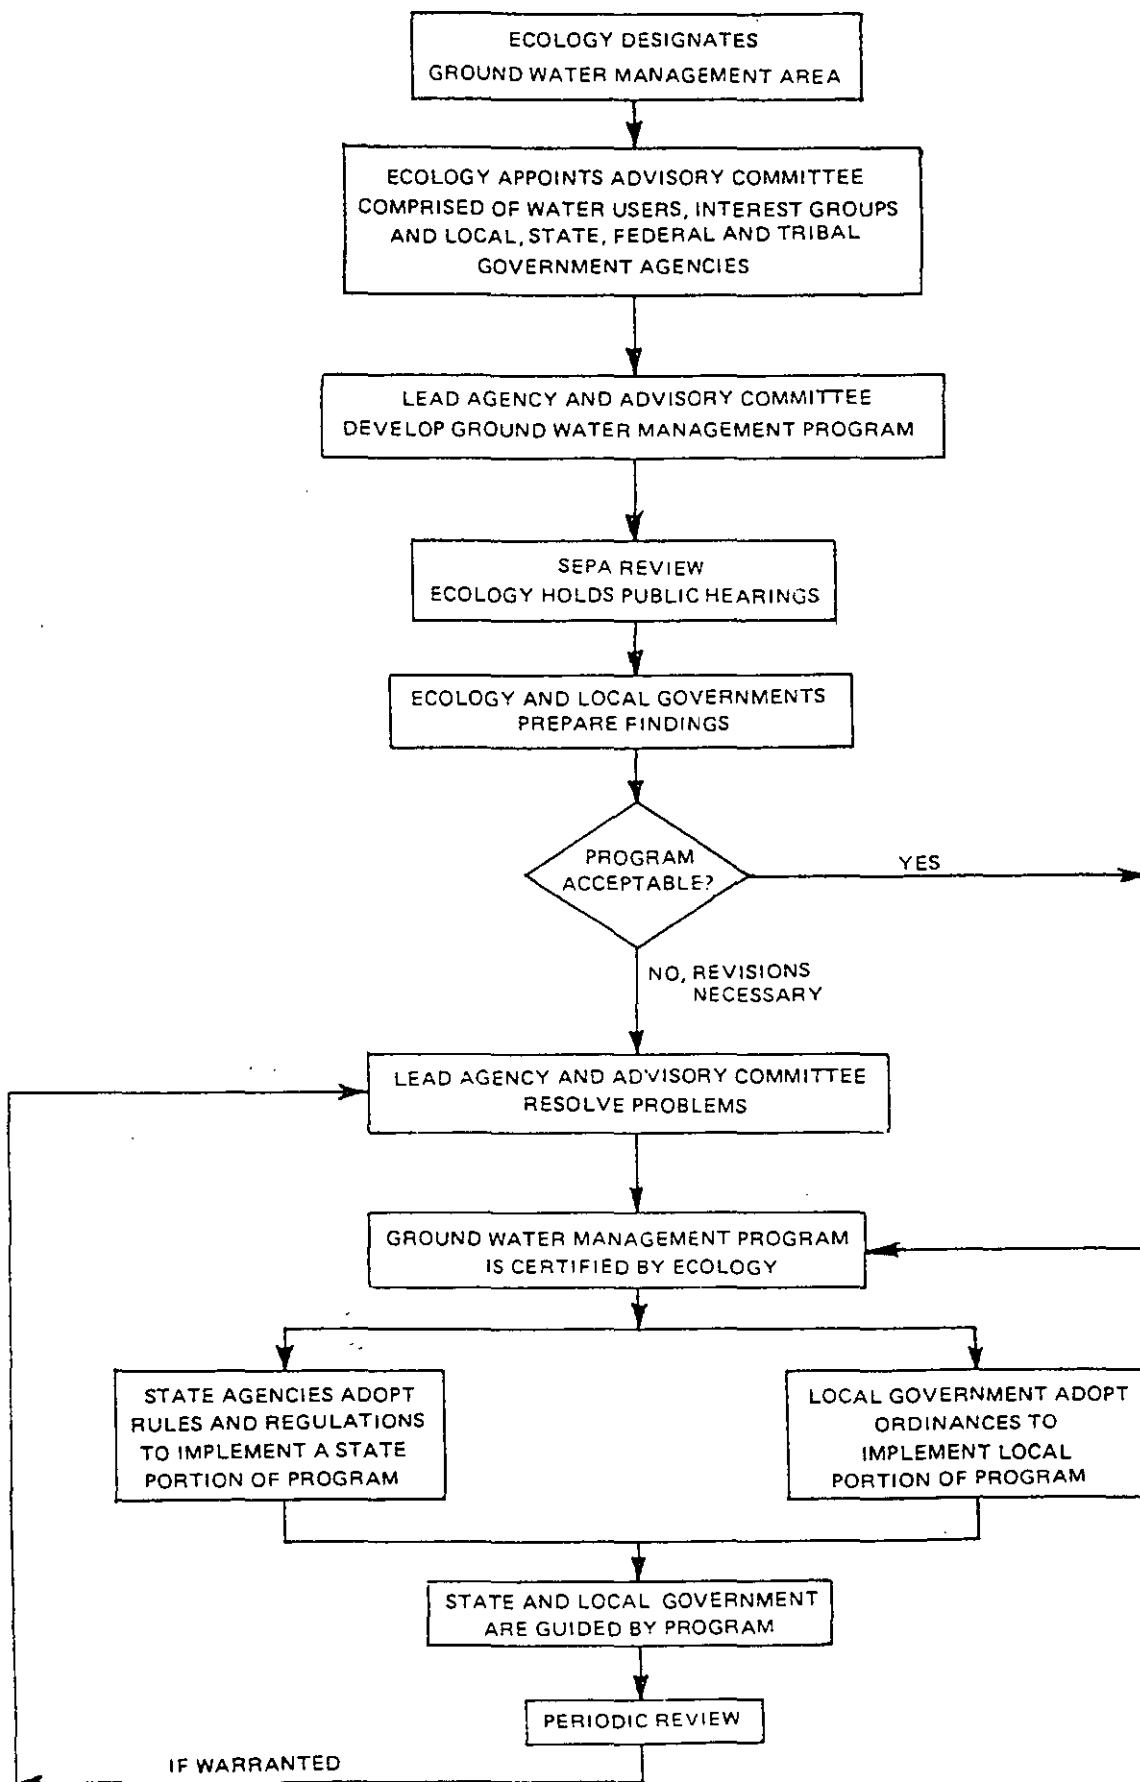 ECOLOGY DESIGNATES
GROUND WATER MANAGEMENT AREA
ECOLOGY APPOINTS ADVISORY COMMITTEE
COMPRISED OF WATER USERS, INTEREST GROUPS
AND LOCAL, STATE, FEDERAL AND TRIBAL
GOVERNMENT AGENCIES
LEAD AGENCY AND ADVISORY COMMITTEE
DEVELOP GROUND WATER MANAGEMENT PROGRAM
SEPA REVIEW
ECOLOGY HOLDS PUBLIC HEARINGS
ECOLOGY AND LOCAL GOVERNMENTS
PREPARE FINDINGS
PROGRAM
ACCEPTABLE?
YES
NO, REVISIONS
NECESSARY
LEAD AGENCY AND ADVISORY COMMITTEE
RESOLVE PROBLEMS
GROUND WATER MANAGEMENT PROGRAM
IS CERTIFIED BY ECOLOGY
STATE AGENCIES ADOPT
RULES AND REGULATIONS
TO IMPLEMENT A STATE
PORTION OF PROGRAM
LOCAL GOVERNMENT ADOPT
ORDINANCES TO
IMPLEMENT LOCAL
PORTION OF PROGRAM
STATE AND LOCAL GOVERNMENT
ARE GUIDED BY PROGRAM
PERIODIC REVIEW
IF WARRANTED